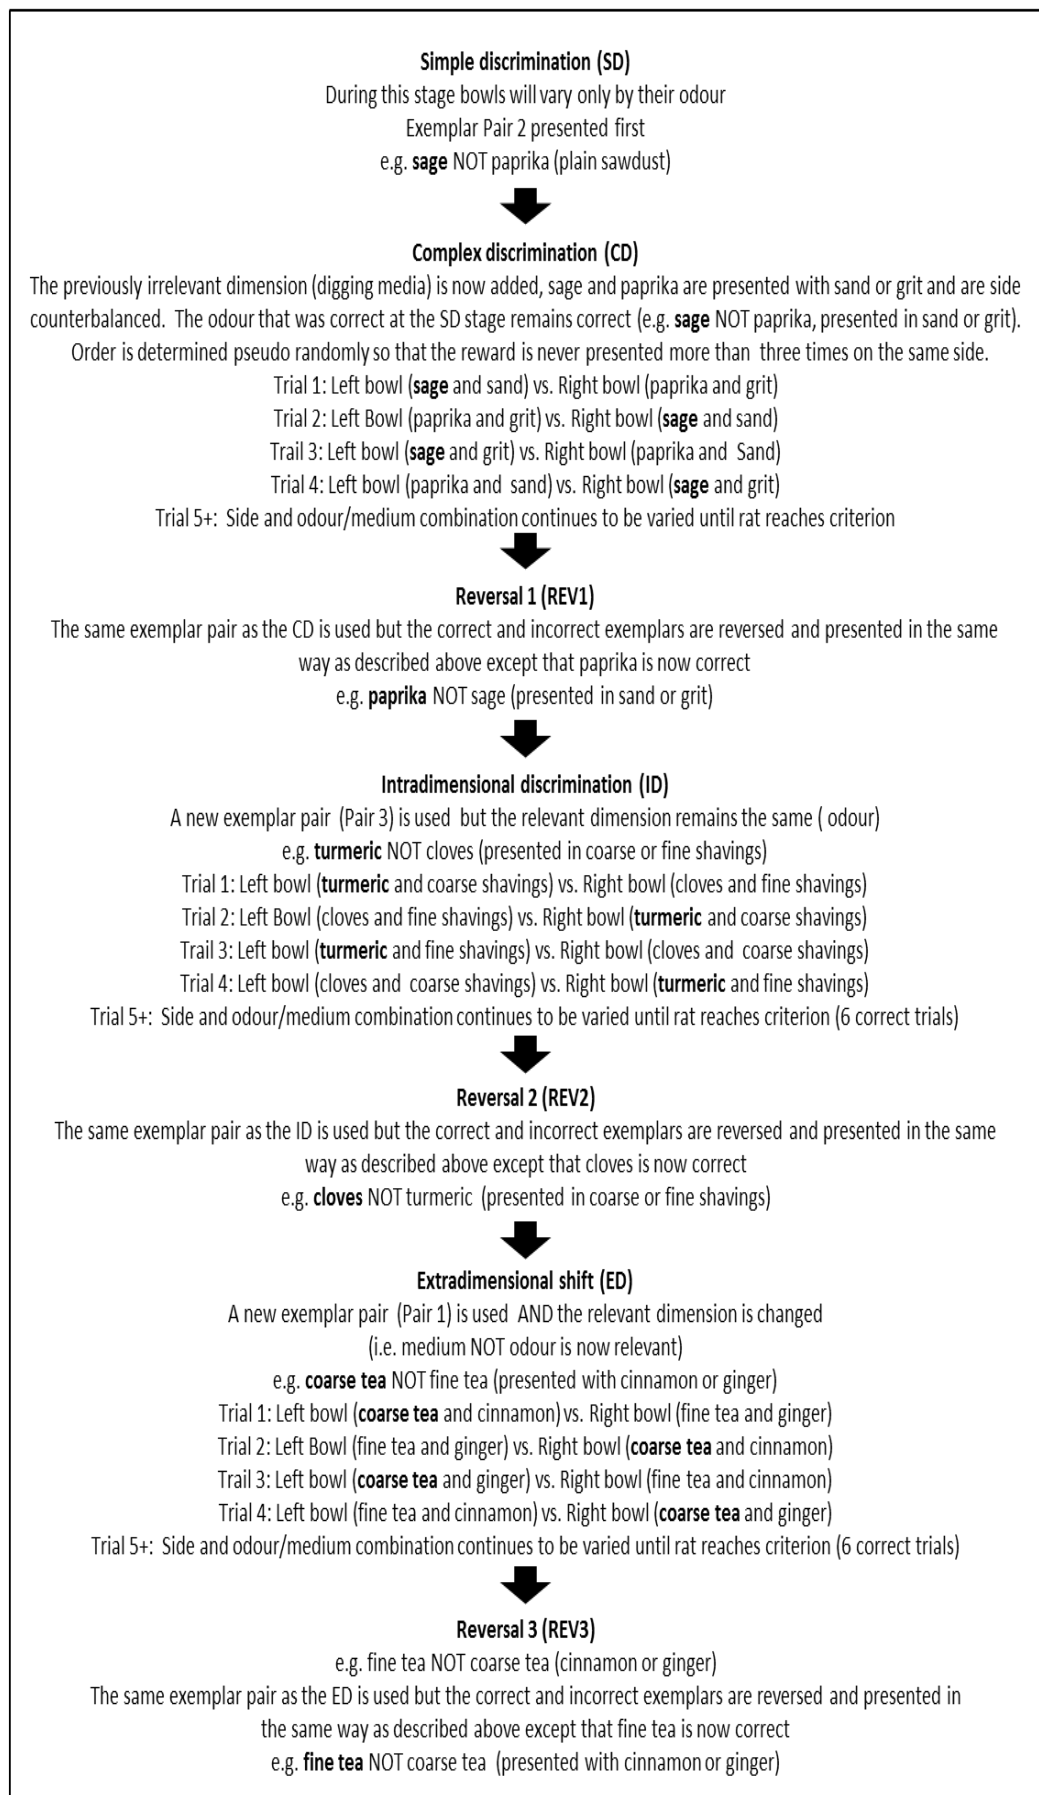 Simple discrimination (SD)
During this stage bowls will vary only by their odour
Exemplar Pair 2 presented first
e.g. sage NOT paprika (plain sawdust)
Complex discrimination (CD)
The previously irrelevant dimension (digging media) is now added, sage and paprika are presented with sand or grit and are side
counterbalanced. The odour that was correct at the SD stage remains correct (e.g. sage NOT paprika, presented in sand or grit).
Order is determined pseudo randomly so that the reward is never presented more than three times on the same side.
Trial 1: Left bowl (sage and sand) vs. Right bowl (paprika and grit)
Trial 2: Left Bowl (paprika and grit) vs. Right bowl (sage and sand)
Trail 3: Left bowl (sage and grit) vs. Right bowl (paprika and Sand)
Trial 4: Left bowl (paprika and sand) vs. Right bowl (sage and grit)
Trial 5+: Side and odour/medium combination continues to be varied until rat reaches criterion
Reversal 1 (REV1)
The same exemplar pair as the CD is used but the correct and incorrect exemplars are reversed and presented in the same
way as described above except that paprika is now correct
e.g. paprika NOT sage (presented in sand or grit)
Intradimensional discrimination (ID)
A new exemplar pair (Pair 3) is used but the relevant dimension remains the same ( odour)
e.g. turmeric NOT cloves (presented in coarse or fine shavings)
Trial 1: Left bowl (turmeric and coarse shavings) vs. Right bowl (cloves and fine shavings)
Trial 2: Left Bowl (cloves and fine shavings) vs. Right bowl (turmeric and coarse shavings)
Trail 3: Left bowl (turmeric and fine shavings) vs. Right bowl (cloves and coarse shavings)
Trial 4: Left bowl (cloves and coarse shavings) vs. Right bowl (turmeric and fine shavings)
Trial 5+: Side and odour/medium combination continues to be varied until rat reaches criterion (6 correct trials)
Reversal 2 (REV2)
The same exemplar pair as the ID is used but the correct and incorrect exemplars are reversed and presented in the same
way as described above except that cloves is now correct
e.g. cloves NOT turmeric (presented in coarse or fine shavings)
Extradimensional shift (ED)
A new exemplar pair (Pair 1) is used AND the relevant dimension is changed
(i.e. medium NOT odour is now relevant)
e.g. coarse tea NOT fine tea (presented with cinnamon or ginger)
Trial 1: Left bowl (coarse tea and cinnamon) vs. Right bowl (fine tea and ginger)
Trial 2: Left Bowl (fine tea and ginger) vs. Right bowl (coarse tea and cinnamon)
Trail 3: Left bowl (coarse tea and ginger) vs. Right bowl (fine tea and cinnamon)
Trial 4: Left bowl (fine tea and cinnamon) vs. Right bowl (coarse tea and ginger)
Trial 5+: Side and odour/medium combination continues to be varied until rat reaches criterion (6 correct trials)
Reversal 3 (REV3)
e.g. fine tea NOT coarse tea (cinnamon or ginger)
The same exemplar pair as the ED is used but the correct and incorrect exemplars are reversed and presented in
the same way as described above except that fine tea is now correct
e.g. fine tea NOT coarse tea (presented with cinnamon or ginger)